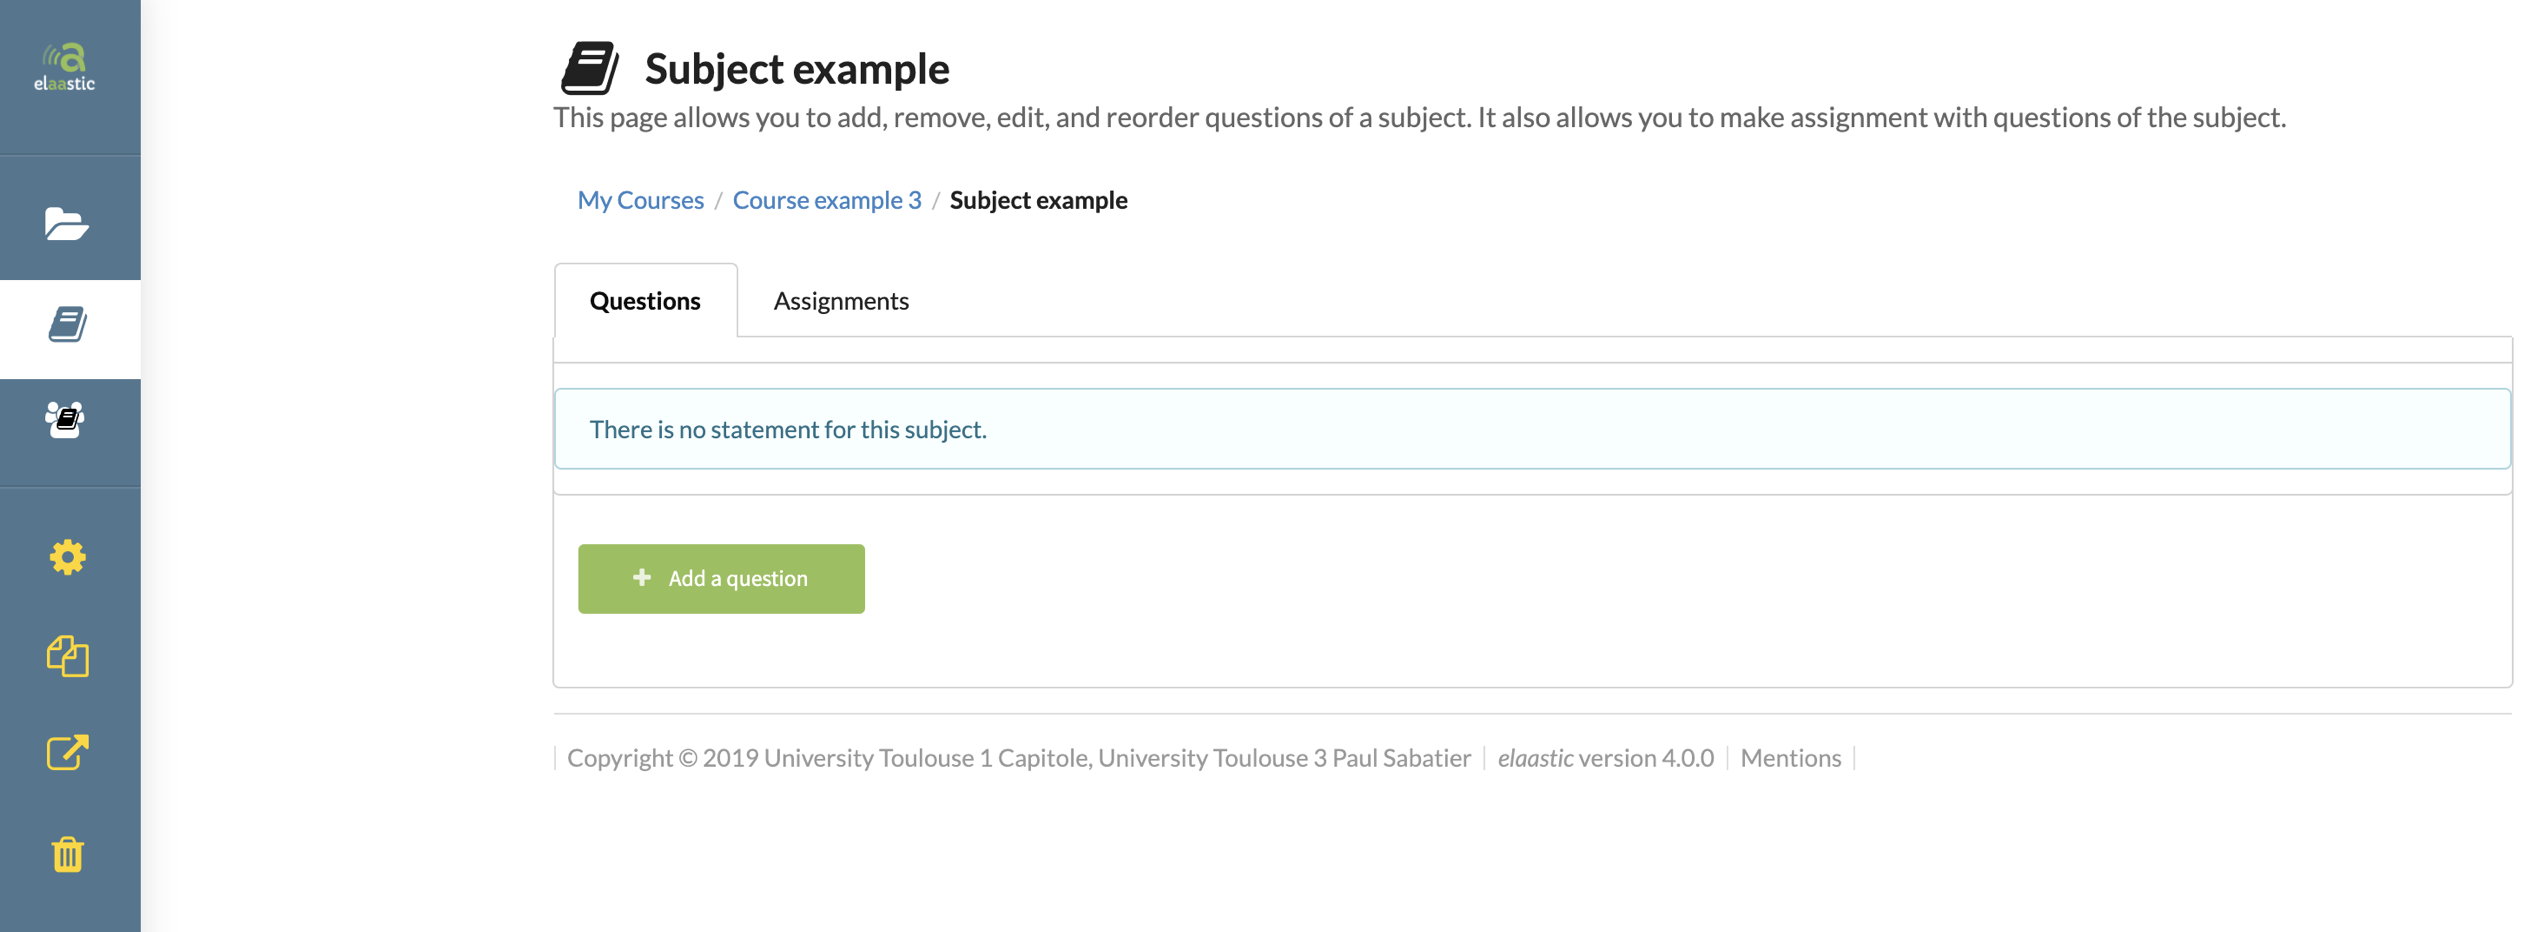 elaastic
Subject example
This page allows you to add, remove, edit, and reorder questions of a subject. It also allows you to make assignment with questions of the subject.
My Courses / Course example 3 / Subject example
Questions Assignments
There is no statement for this subject.
Add a question
Copyright © 2019 University Toulouse 1 Capitole, University Toulouse 3 Paul Sabatier | elaastic version 4.0.0 | Mentions |